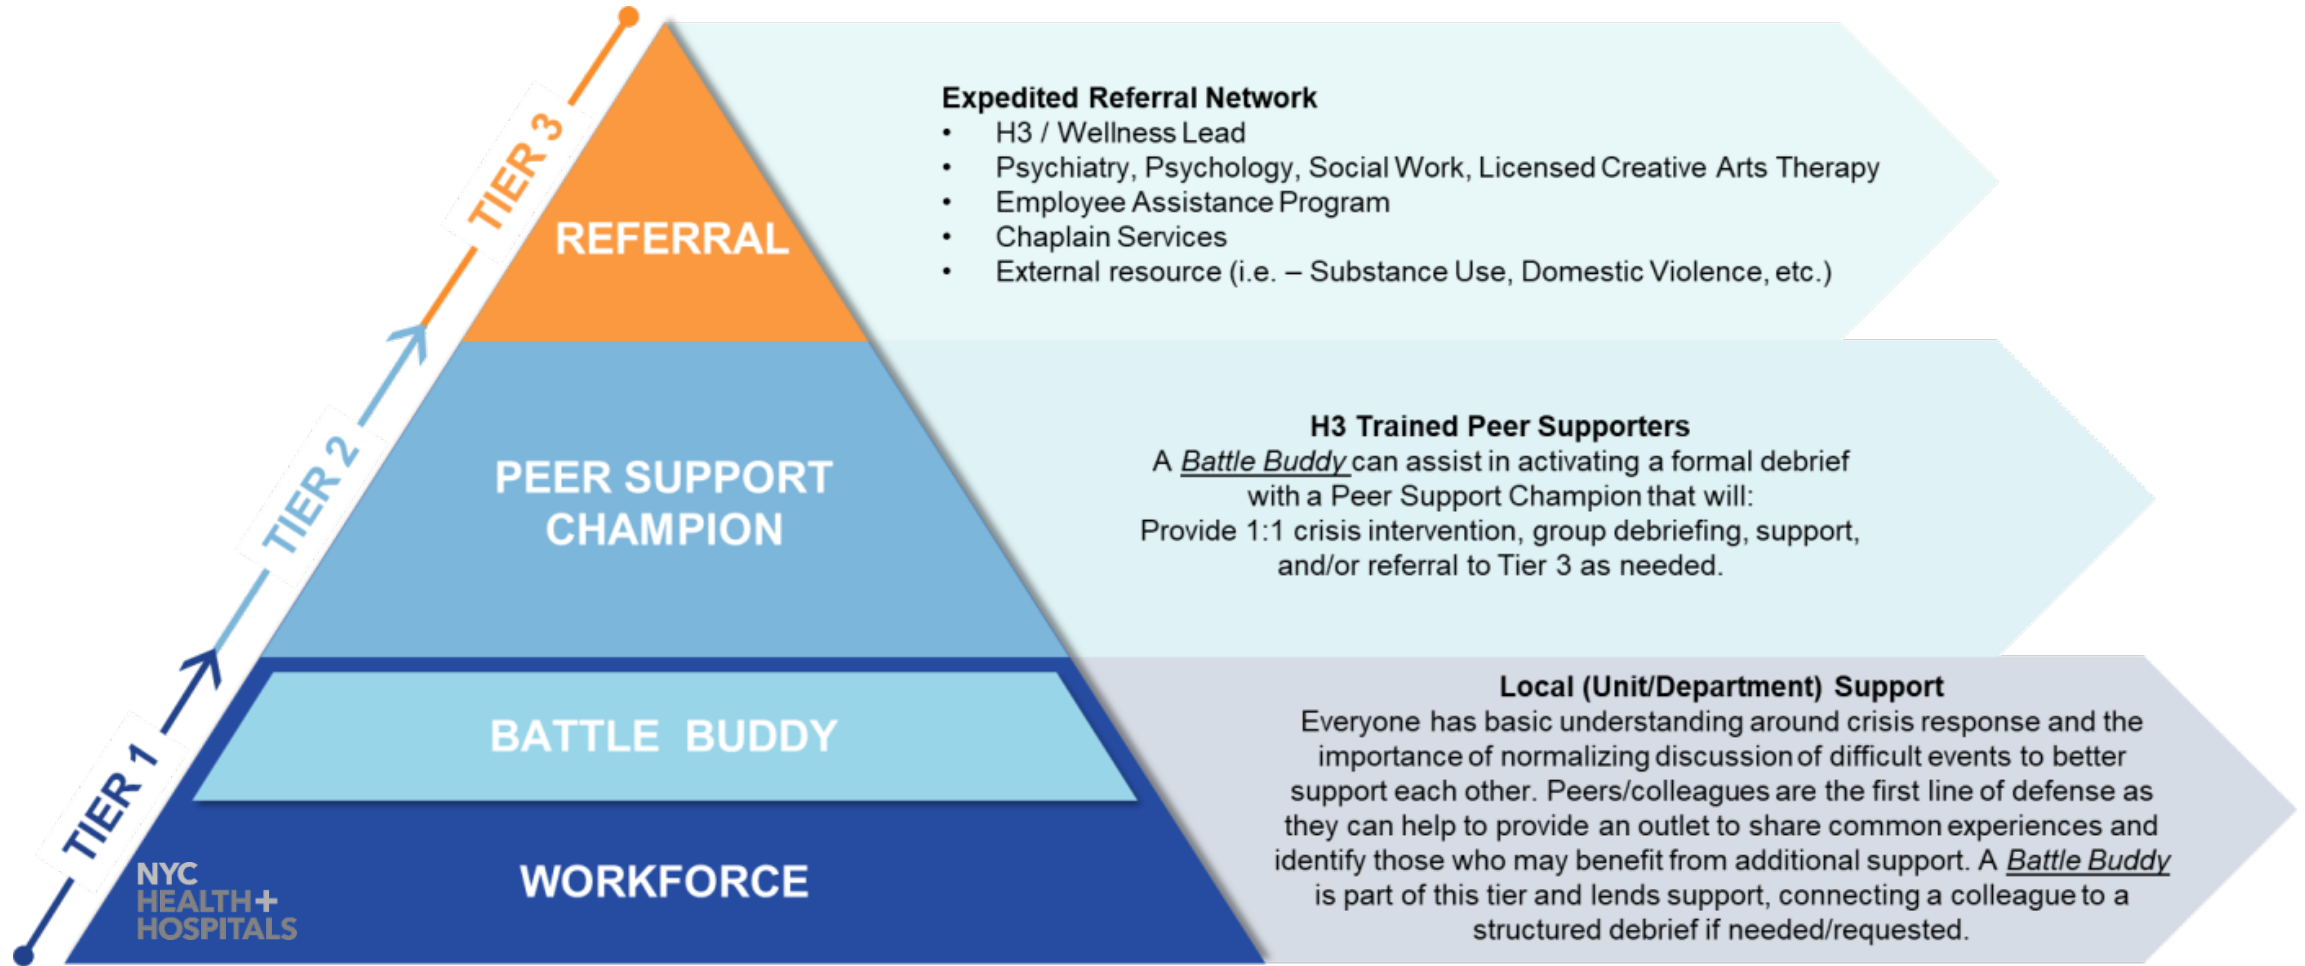 TIER 3
REFERRAL
Expedited Referral Network
• H3 / Wellness Lead
• Psychiatry, Psychology, Social Work, Licensed Creative Arts Therapy
• Employee Assistance Program
• Chaplain Services
• External resource (i.e. – Substance Use, Domestic Violence, etc.)
TIER 2
PEER SUPPORT
CHAMPION
H3 Trained Peer Supporters
A Battle Buddy can assist in activating a formal debrief
with a Peer Support Champion that will:
Provide 1:1 crisis intervention, group debriefing, support,
and/or referral to Tier 3 as needed.
TIER 1
BATTLE BUDDY
WORKFORCE
Local (Unit/Department) Support
Everyone has basic understanding around crisis response and the
importance of normalizing discussion of difficult events to better
support each other. Peers/colleagues are the first line of defense as
they can help to provide an outlet to share common experiences and
identify those who may benefit from additional support. A Battle Buddy
is part of this tier and lends support, connecting a colleague to a
structured debrief if needed/requested.
NYC
HEALTH+
HOSPITALS